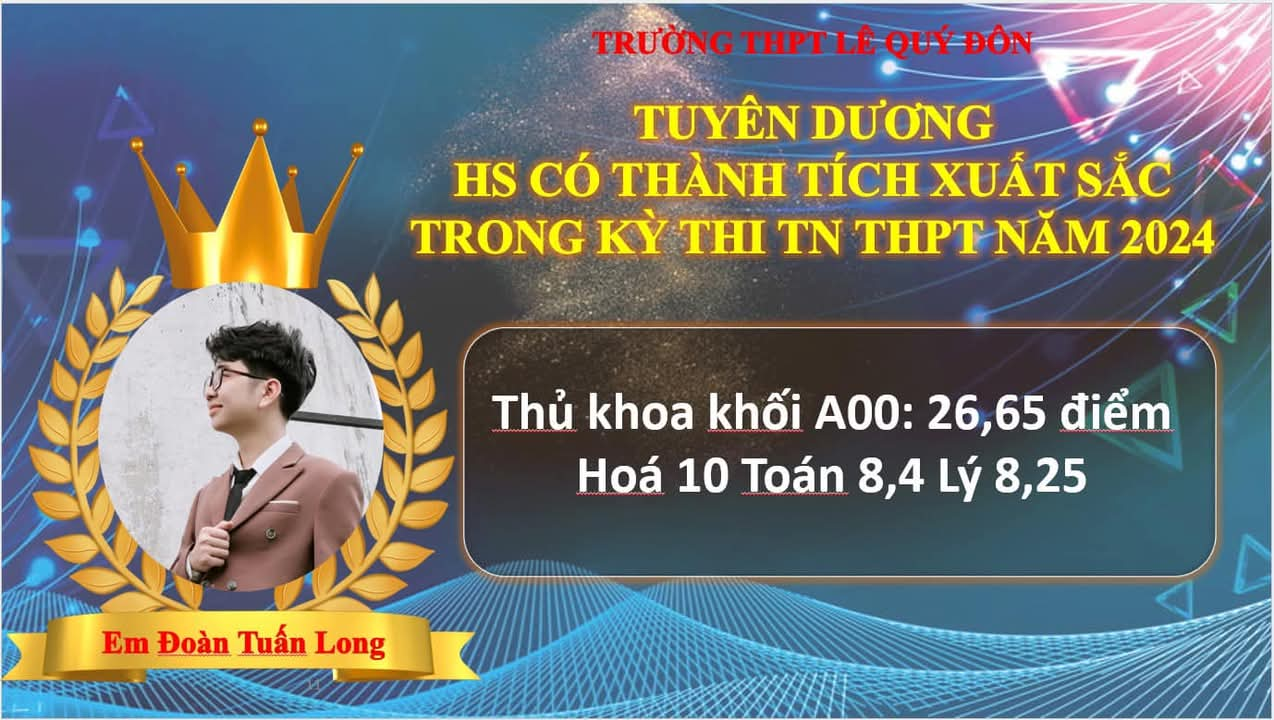 TRƯỜNG THPT LÊ QUÝ ĐÔN
TUYÊN DƯƠNG
HS CÓ THÀNH TÍCH XUẤT SẮC
TRONG KỲ THI TN THPT NĂM 2024
Thủ khoa khối A00: 26,65 điểm
Hoá 10 Toán 8,4 Lý 8,25
Em Đoàn Tuấn Long
11